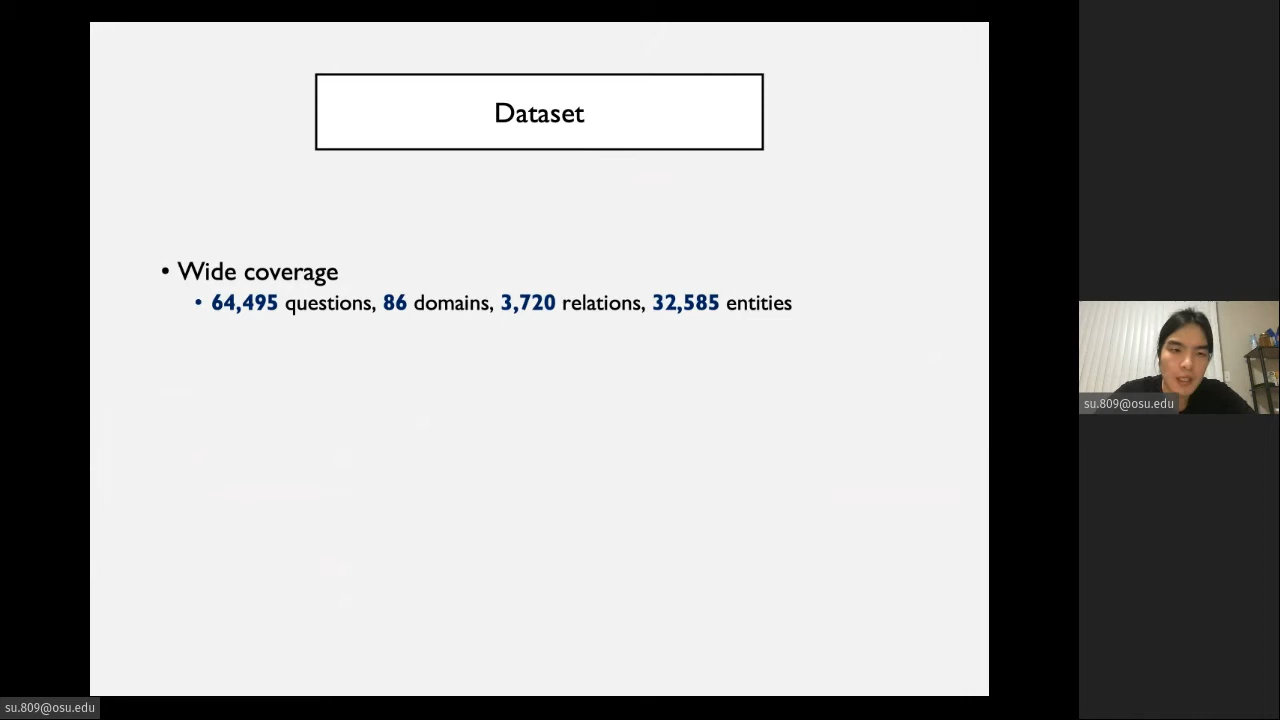 Dataset
• Wide coverage
• 64,495 questions, 86 domains, 3,720 relations, 32,585 entities
su.809@osu.edu
su.809@osu.edu